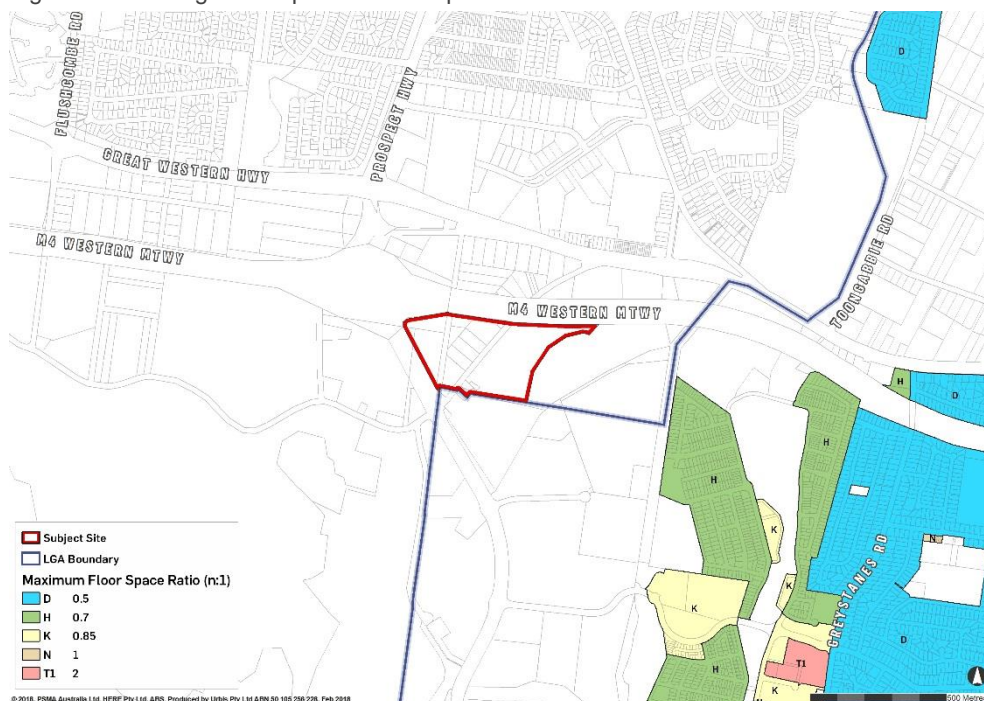 FLUSHCOMBE RD
PROSPECT HWY
GREAT WESTERN HWY
M4 WESTERN MTWY
M4 WESTERN MTWY
TOONGABBIE RD
GREYSTANES RD
D
H
D
H
H
K
N
K
K
D
T1
H
K
Subject Site
LGA Boundary
Maximum Floor Space Ratio (n:1)
D 0.5
H 0.7
K 0.85
N 1
T1 2
500 Metres
© 2018. PSMA Australia Ltd, HERE Pty Ltd, ABS. Produced by Urbis Pty Ltd ABN 50 105 256 228, Feb 2018